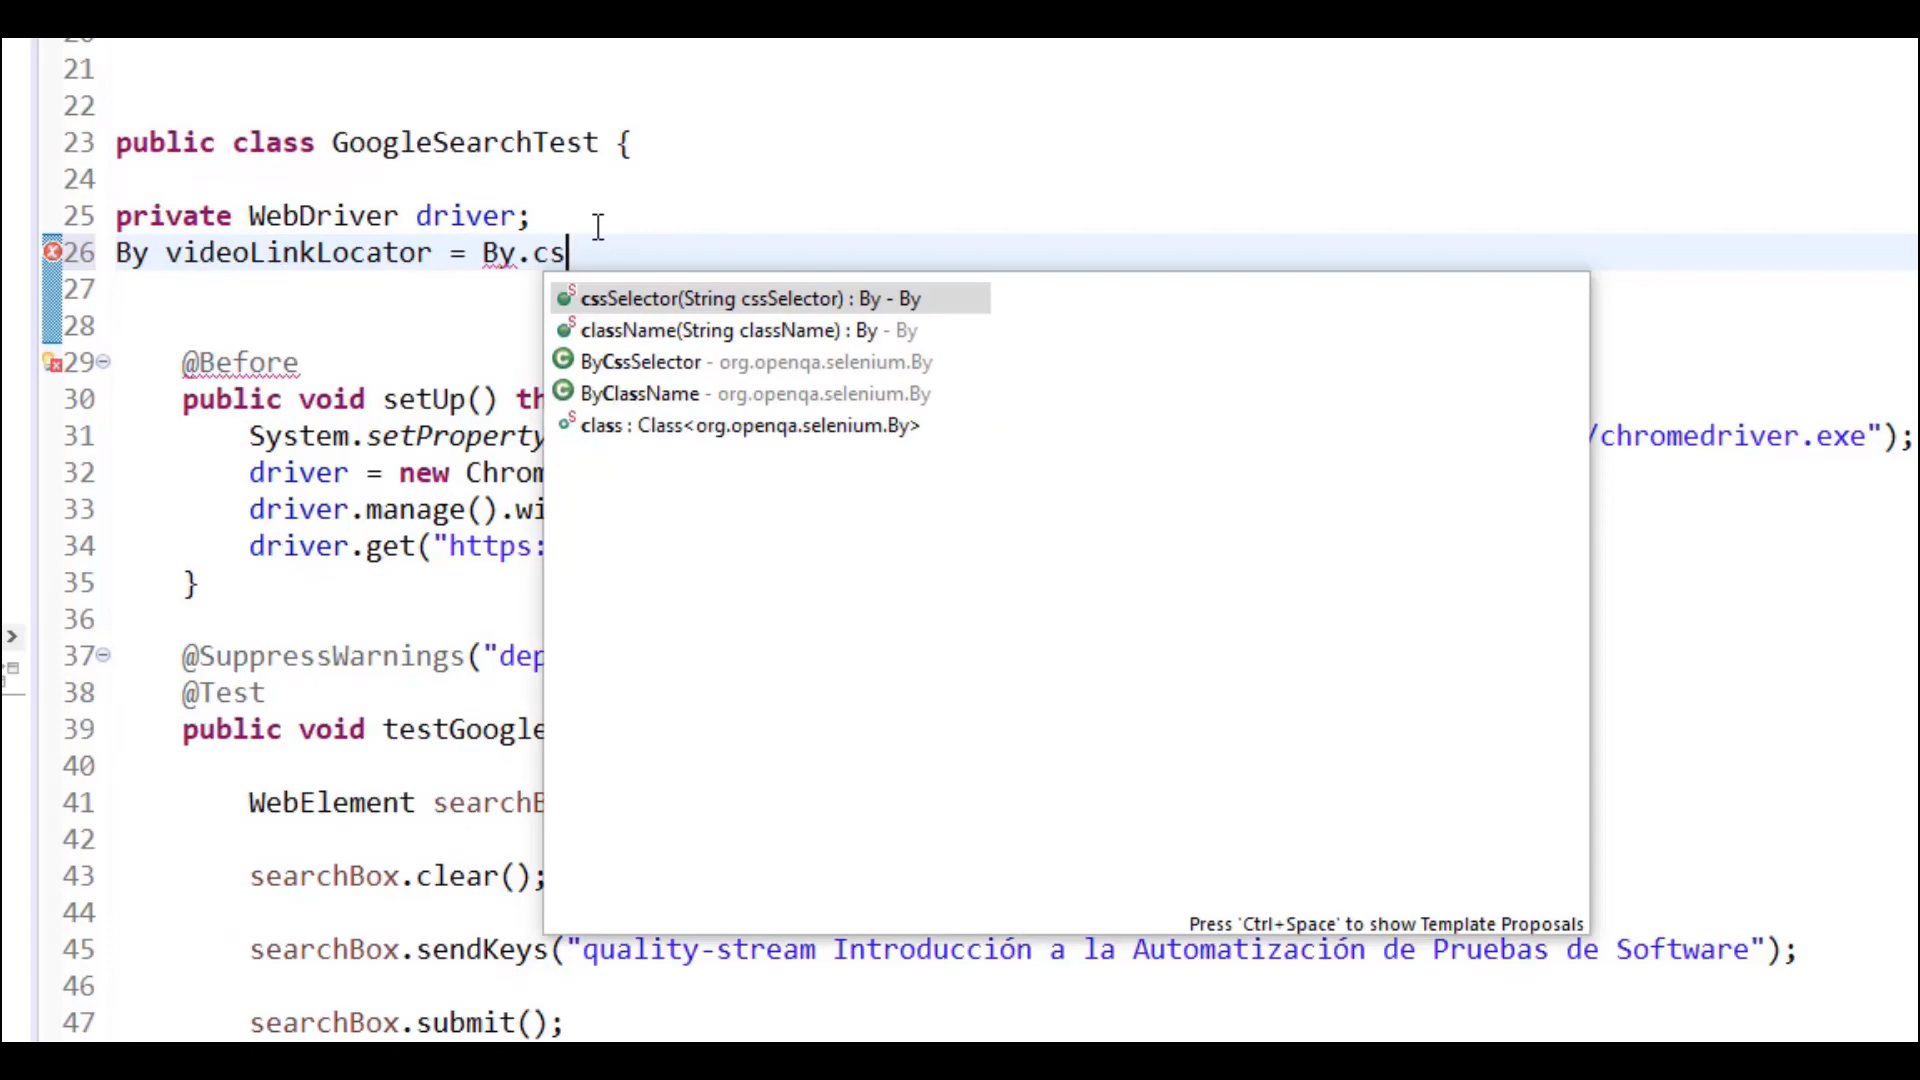 21
22
23 public class GoogleSearchTest {
24
25 private WebDriver driver;
26 By videoLinkLocator = By.cs
27
cssSelector(String cssSelector) : By - By
28
className(String className) : By - By
29 @Before
ByCssSelector - org.openqa.selenium.By
30 public void setUp() th
ByClassName - org.openqa.selenium.By
class : Class<org.openqa.selenium.By>
31 System.setProperty /chromedriver.exe");
32 driver = new Chrom
33 driver.manage().wi
34 driver.get("https:
35 }
36
37 @SuppressWarnings("dep
38 @Test
39 public void testGoogle
40
41 WebElement searchB
42
43 searchBox.clear();
44
Press 'Ctrl+Space' to show Template Proposals
45 searchBox.sendKeys("quality-stream Introducción a la Automatización de Pruebas de Software");
46
47 searchBox.submit();